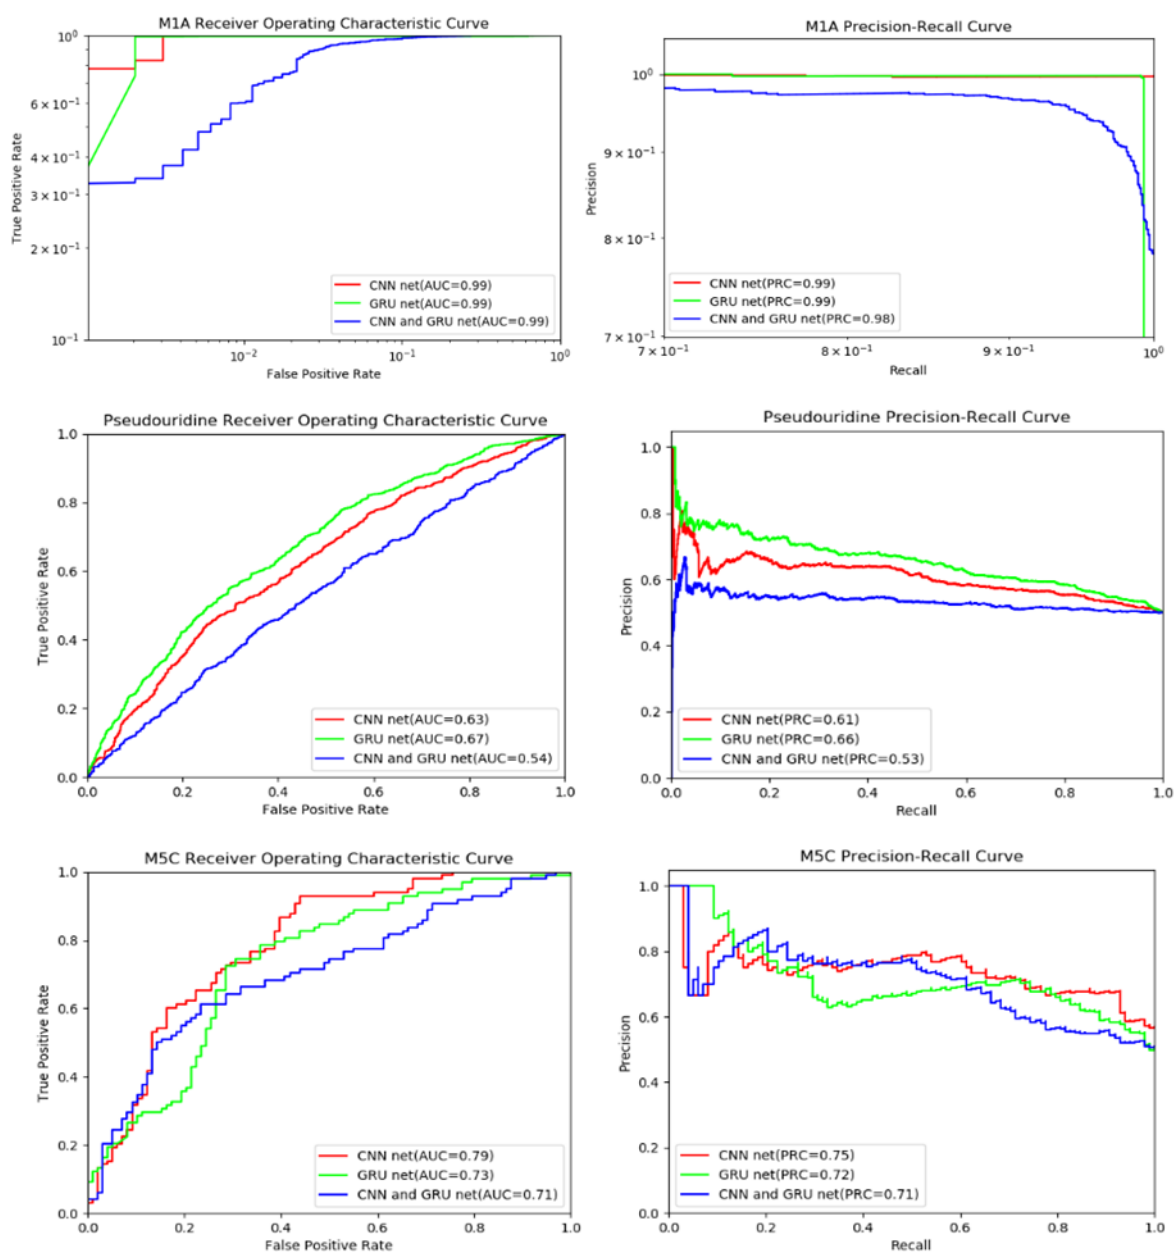 M1A Receiver Operating Characteristic Curve
10⁰
6 × 10⁻¹
4 × 10⁻¹
3 × 10⁻¹
2 × 10⁻¹
10⁻¹
True Positive Rate
CNN net(AUC=0.99)
GRU net(AUC=0.99)
CNN and GRU net(AUC=0.99)
10⁻² 10⁻¹ 10⁰
False Positive Rate
M1A Precision-Recall Curve
10⁰
9 × 10⁻¹
8 × 10⁻¹
7 × 10⁻¹
Precision
CNN net(PRC=0.99)
GRU net(PRC=0.99)
CNN and GRU net(PRC=0.98)
7 × 10⁻¹ 8 × 10⁻¹ 9 × 10⁻¹ 10⁰
Recall
Pseudouridine Receiver Operating Characteristic Curve
1.0
0.8
0.6
0.4
0.2
0.0
True Positive Rate
CNN net(AUC=0.63)
GRU net(AUC=0.67)
CNN and GRU net(AUC=0.54)
0.0 0.2 0.4 0.6 0.8 1.0
False Positive Rate
Pseudouridine Precision-Recall Curve
1.0
0.8
0.6
0.4
0.2
0.0
Precision
CNN net(PRC=0.61)
GRU net(PRC=0.66)
CNN and GRU net(PRC=0.53)
0.0 0.2 0.4 0.6 0.8 1.0
Recall
M5C Receiver Operating Characteristic Curve
1.0
0.8
0.6
0.4
0.2
0.0
True Positive Rate
CNN net(AUC=0.79)
GRU net(AUC=0.73)
CNN and GRU net(AUC=0.71)
0.0 0.2 0.4 0.6 0.8 1.0
False Positive Rate
M5C Precision-Recall Curve
1.0
0.8
0.6
0.4
0.2
0.0
Precision
CNN net(PRC=0.75)
GRU net(PRC=0.72)
CNN and GRU net(PRC=0.71)
0.0 0.2 0.4 0.6 0.8 1.0
Recall